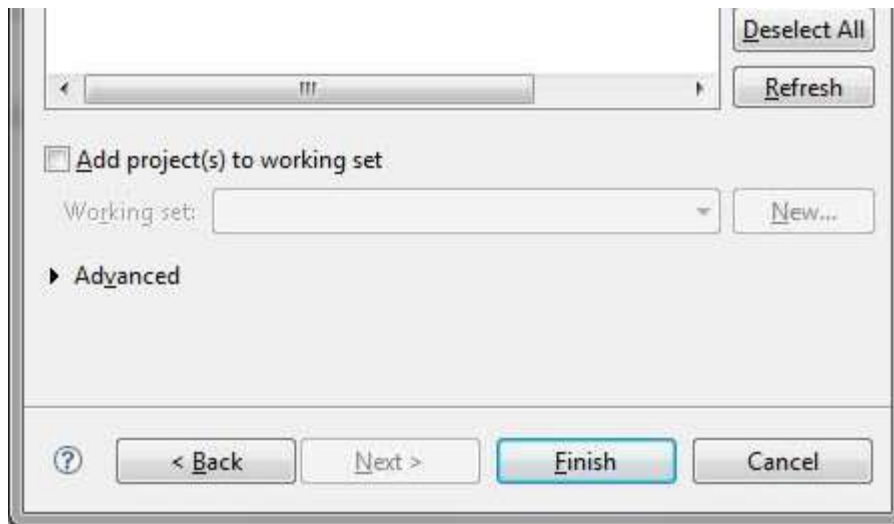 Deselect All
Refresh
Add project(s) to working set
Working set:
New...
Advanced
?
< Back
Next >
Finish
Cancel